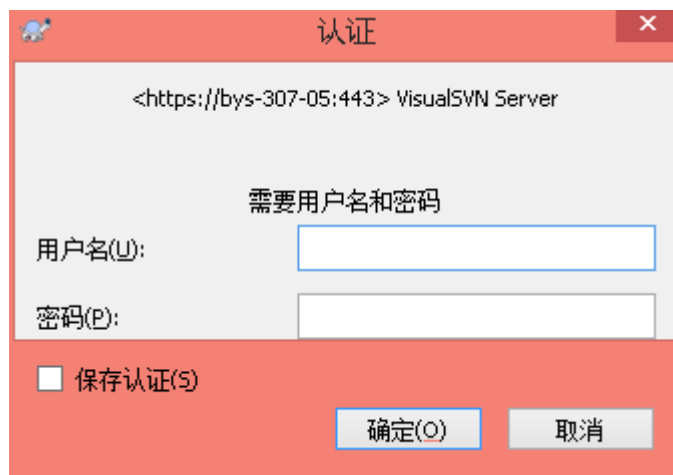 认证
<https://bys-307-05:443> VisualSVN Server
需要用户名和密码
用户名(U):
密码(P):
保存认证(S)
确定(O) 取消